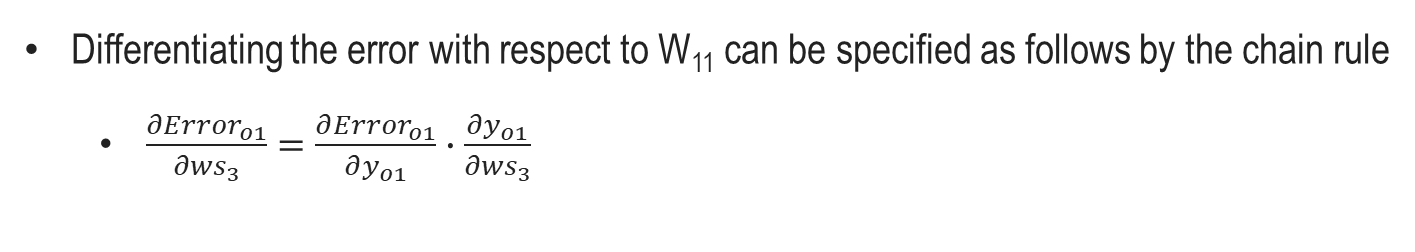 • Differentiating the error with respect to W₁₁ can be specified as follows by the chain rule
• ∂Errorₒ₁/∂ws₃ = ∂Errorₒ₁/∂yₒ₁ · ∂yₒ₁/∂ws₃